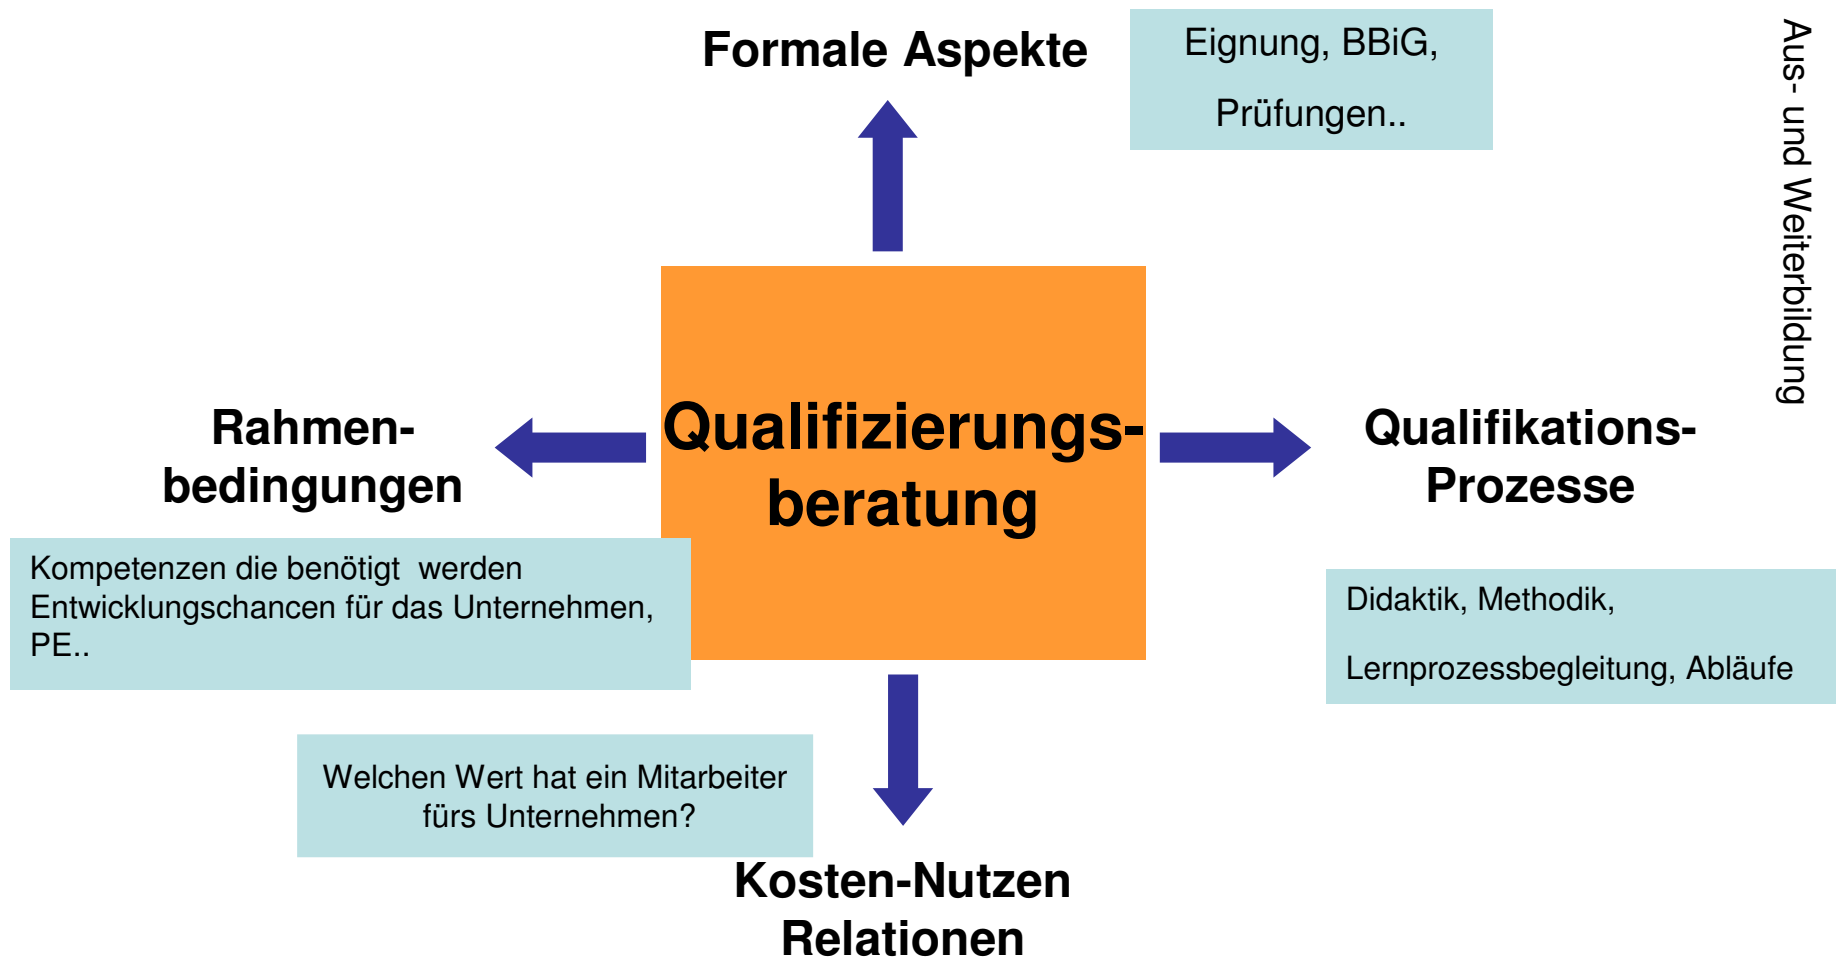 Formale Aspekte
Eignung, BBiG,
Prüfungen..
Aus- und Weiterbildung
Qualifizierungs-
beratung
Rahmen-
bedingungen
Kompetenzen die benötigt  werden
Entwicklungschancen für das Unternehmen,
PE..
Qualifikations-
Prozesse
Didaktik, Methodik,
Lernprozessbegleitung, Abläufe
Welchen Wert hat ein Mitarbeiter
fürs Unternehmen?
Kosten-Nutzen
Relationen